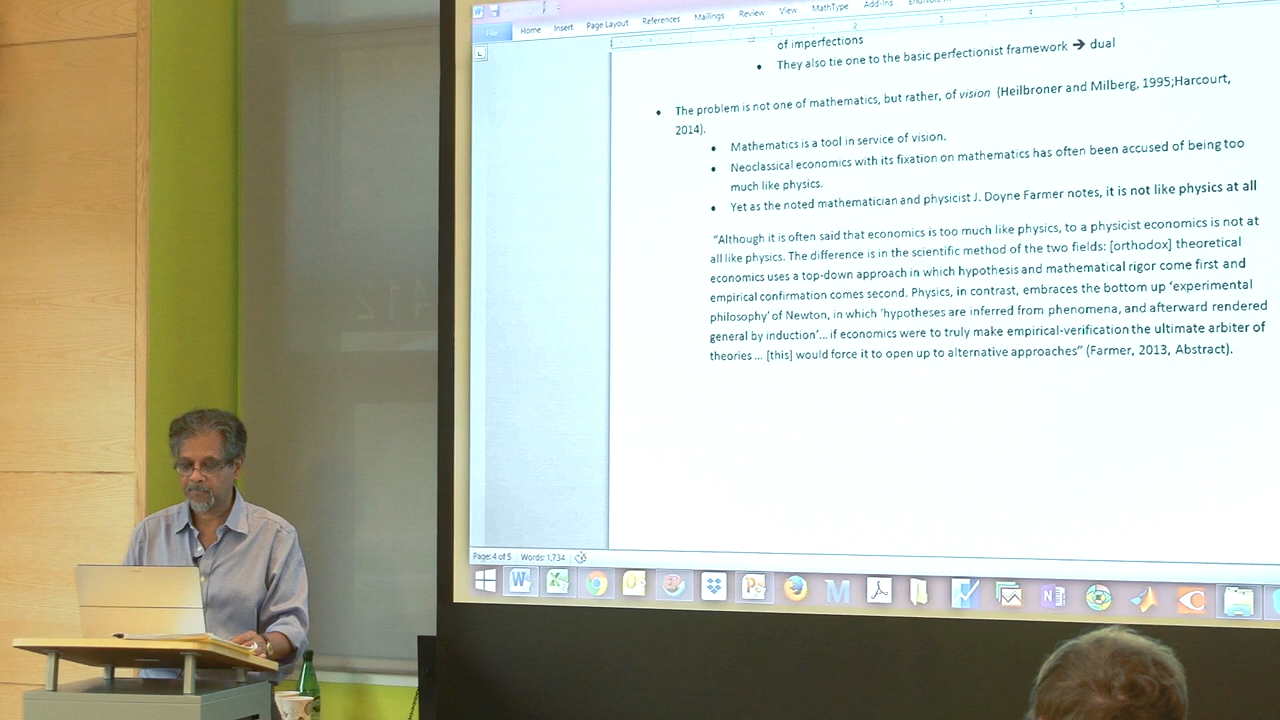 File Home Insert Page Layout References Mailings Review View MathType Add-Ins
of imperfections
• They also tie one to the basic perfectionist framework ➔ dual
• The problem is not one of mathematics, but rather, of vision (Heilbroner and Milberg, 1995;Harcourt,
2014).
• Mathematics is a tool in service of vision.
• Neoclassical economics with its fixation on mathematics has often been accused of being too
much like physics.
• Yet as the noted mathematician and physicist J. Doyne Farmer notes, it is not like physics at all
“Although it is often said that economics is too much like physics, to a physicist economics is not at
all like physics. The difference is in the scientific method of the two fields: [orthodox] theoretical
economics uses a top-down approach in which hypothesis and mathematical rigor come first and
empirical confirmation comes second. Physics, in contrast, embraces the bottom up ‘experimental
philosophy’ of Newton, in which ‘hypotheses are inferred from phenomena, and afterward rendered
general by induction’... if economics were to truly make empirical-verification the ultimate arbiter of
theories ... [this] would force it to open up to alternative approaches” (Farmer, 2013, Abstract).
Page: 4 of 5 Words: 1,734